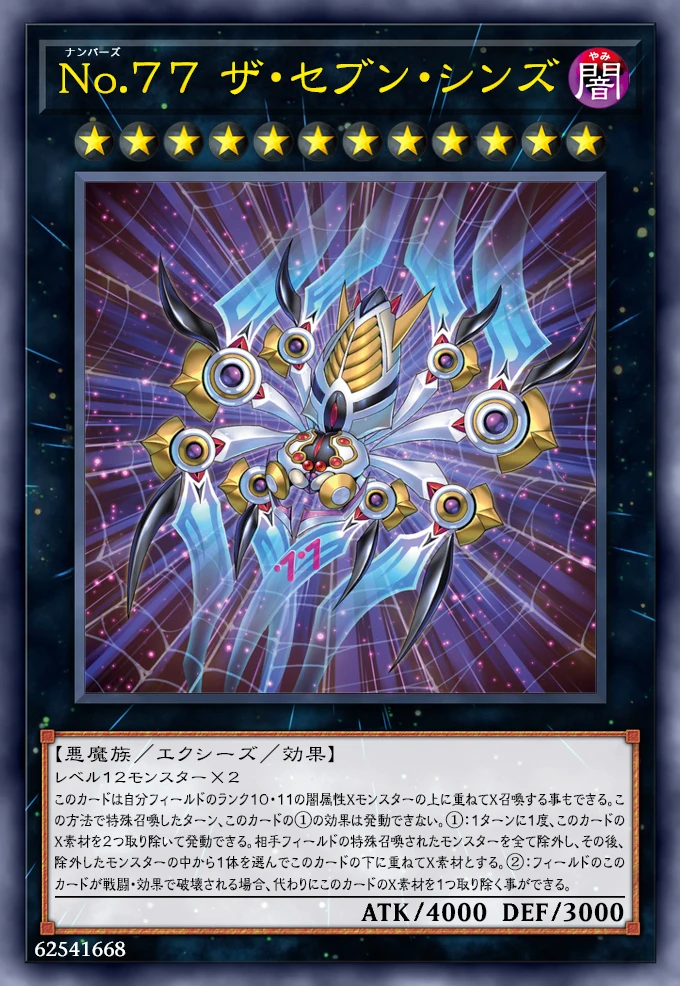 ナンバーズ
No.77 ザ・セブン・シンズ
やみ
闇
77
【悪魔族/エクシーズ/効果】
レベル12モンスター×2
このカードは自分フィールドのランク10・11の闇属性Xモンスターの上に重ねてX召喚する事もできる。こ
の方法で特殊召喚したターン、このカードの①の効果は発動できない。①:1ターンに1度、このカードの
X素材を2つ取り除いて発動できる。相手フィールドの特殊召喚されたモンスターを全て除外し、その後、
除外したモンスターの中から1体を選んでこのカードの下に重ねてX素材とする。②:フィールドのこの
カードが戦闘・効果で破壊される場合、代わりにこのカードのX素材を1つ取り除く事ができる。
ATK/4000 DEF/3000
62541668